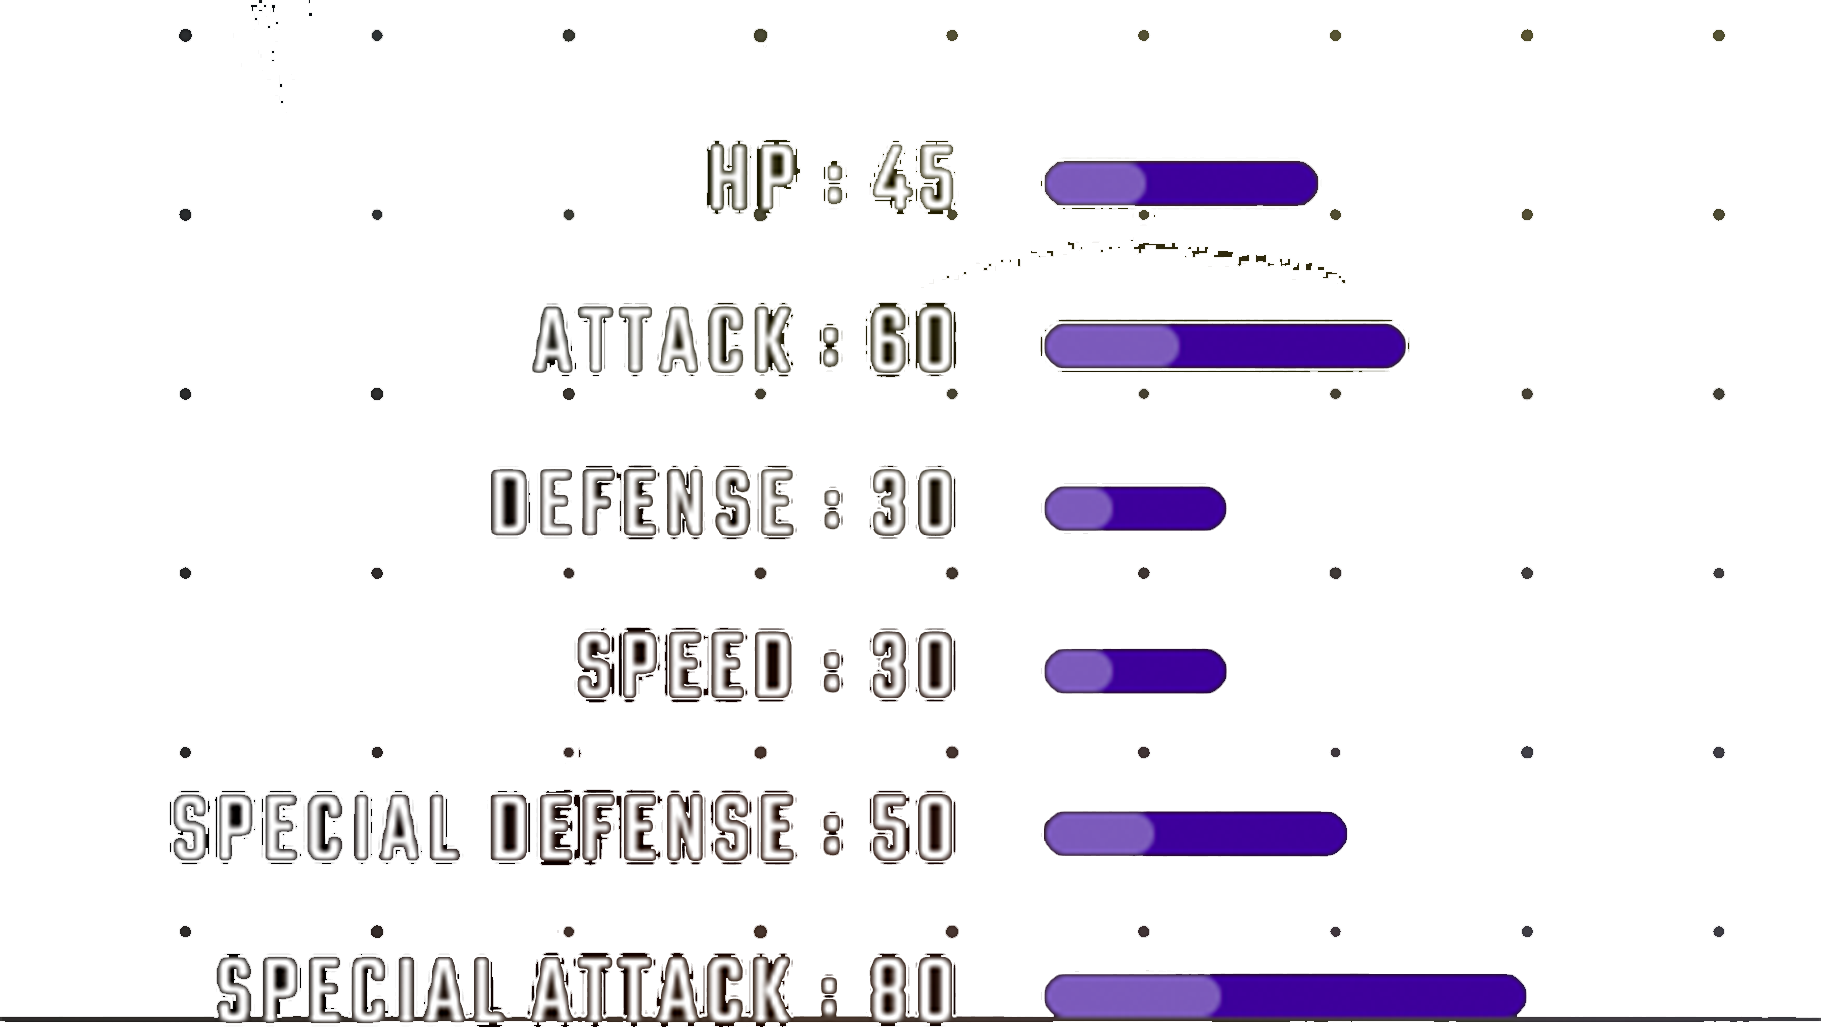 HP : 45
ATTACK : 60
DEFENSE : 30
SPEED : 30
SPECIAL DEFENSE : 50
SPECIAL ATTACK : 80